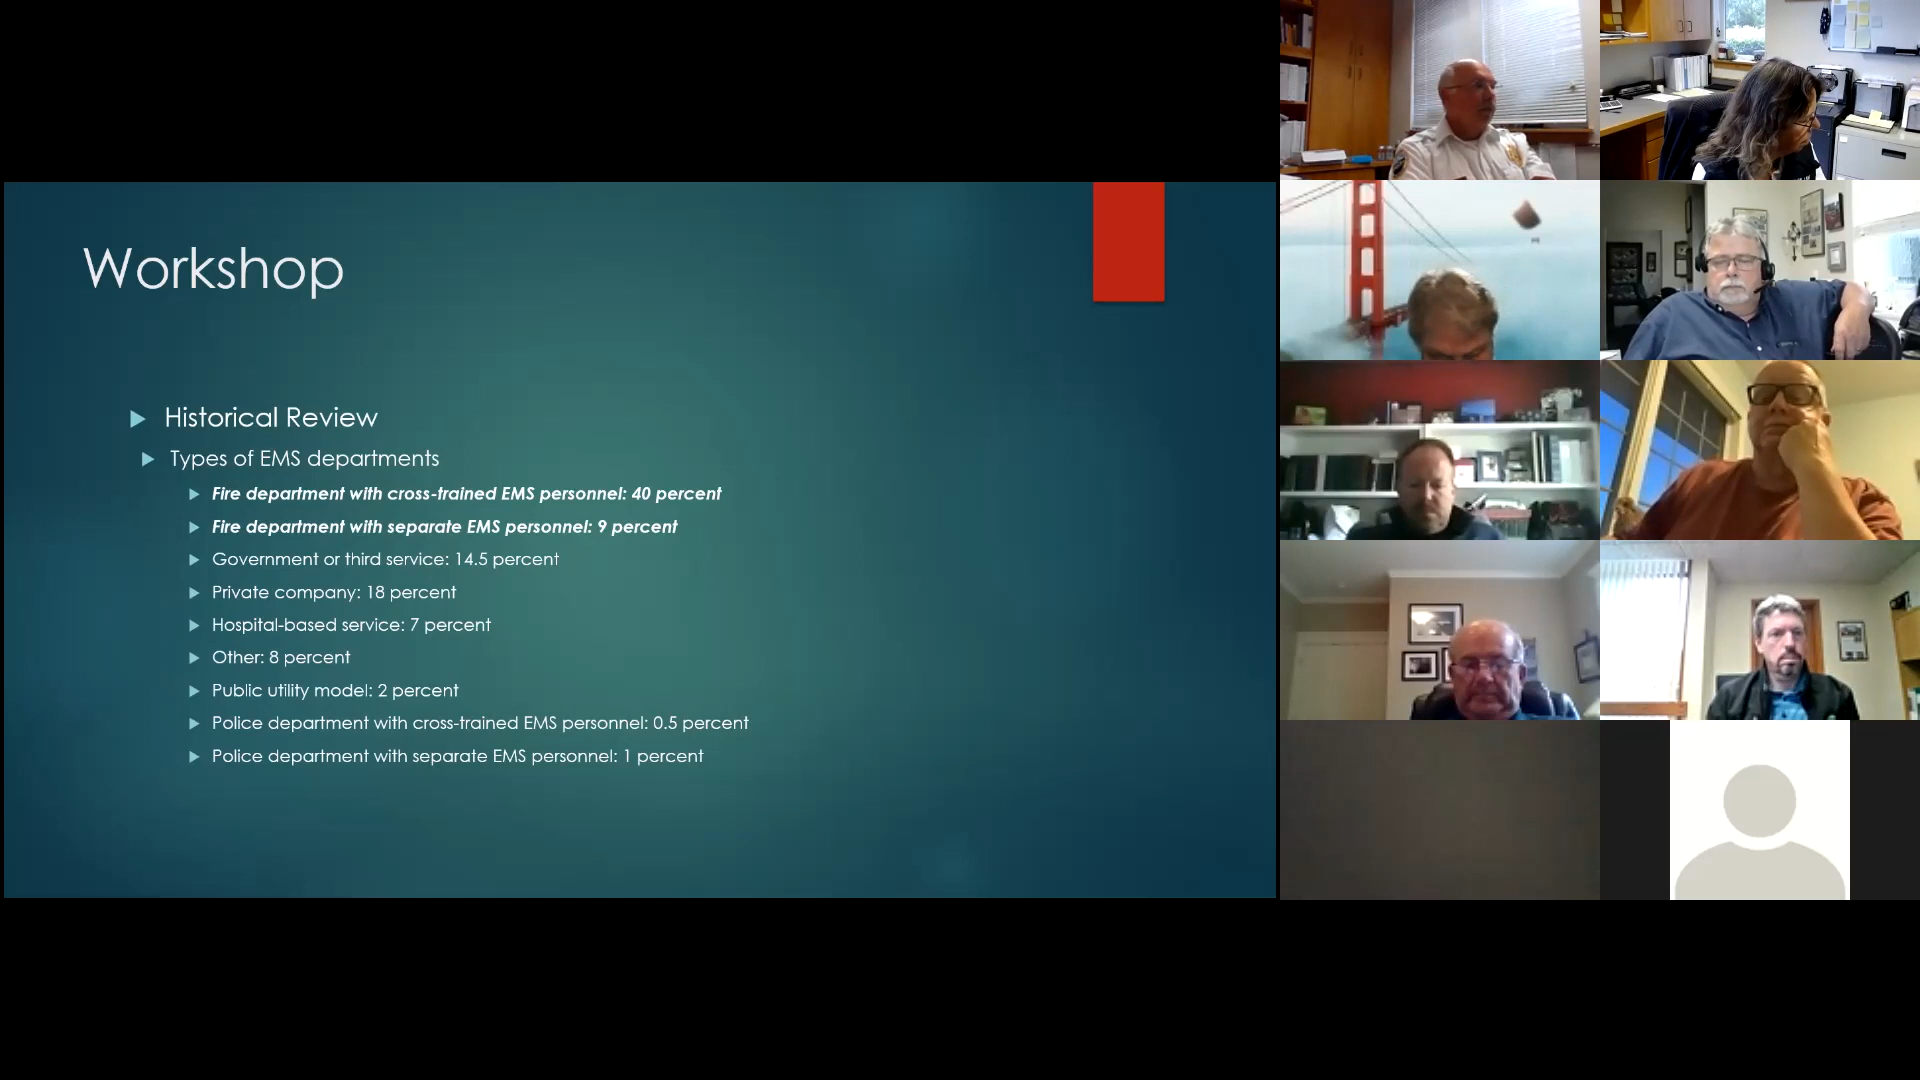 Workshop
Historical Review
Types of EMS departments
Fire department with cross-trained EMS personnel: 40 percent
Fire department with separate EMS personnel: 9 percent
Government or third service: 14.5 percent
Private company: 18 percent
Hospital-based service: 7 percent
Other: 8 percent
Public utility model: 2 percent
Police department with cross-trained EMS personnel: 0.5 percent
Police department with separate EMS personnel: 1 percent